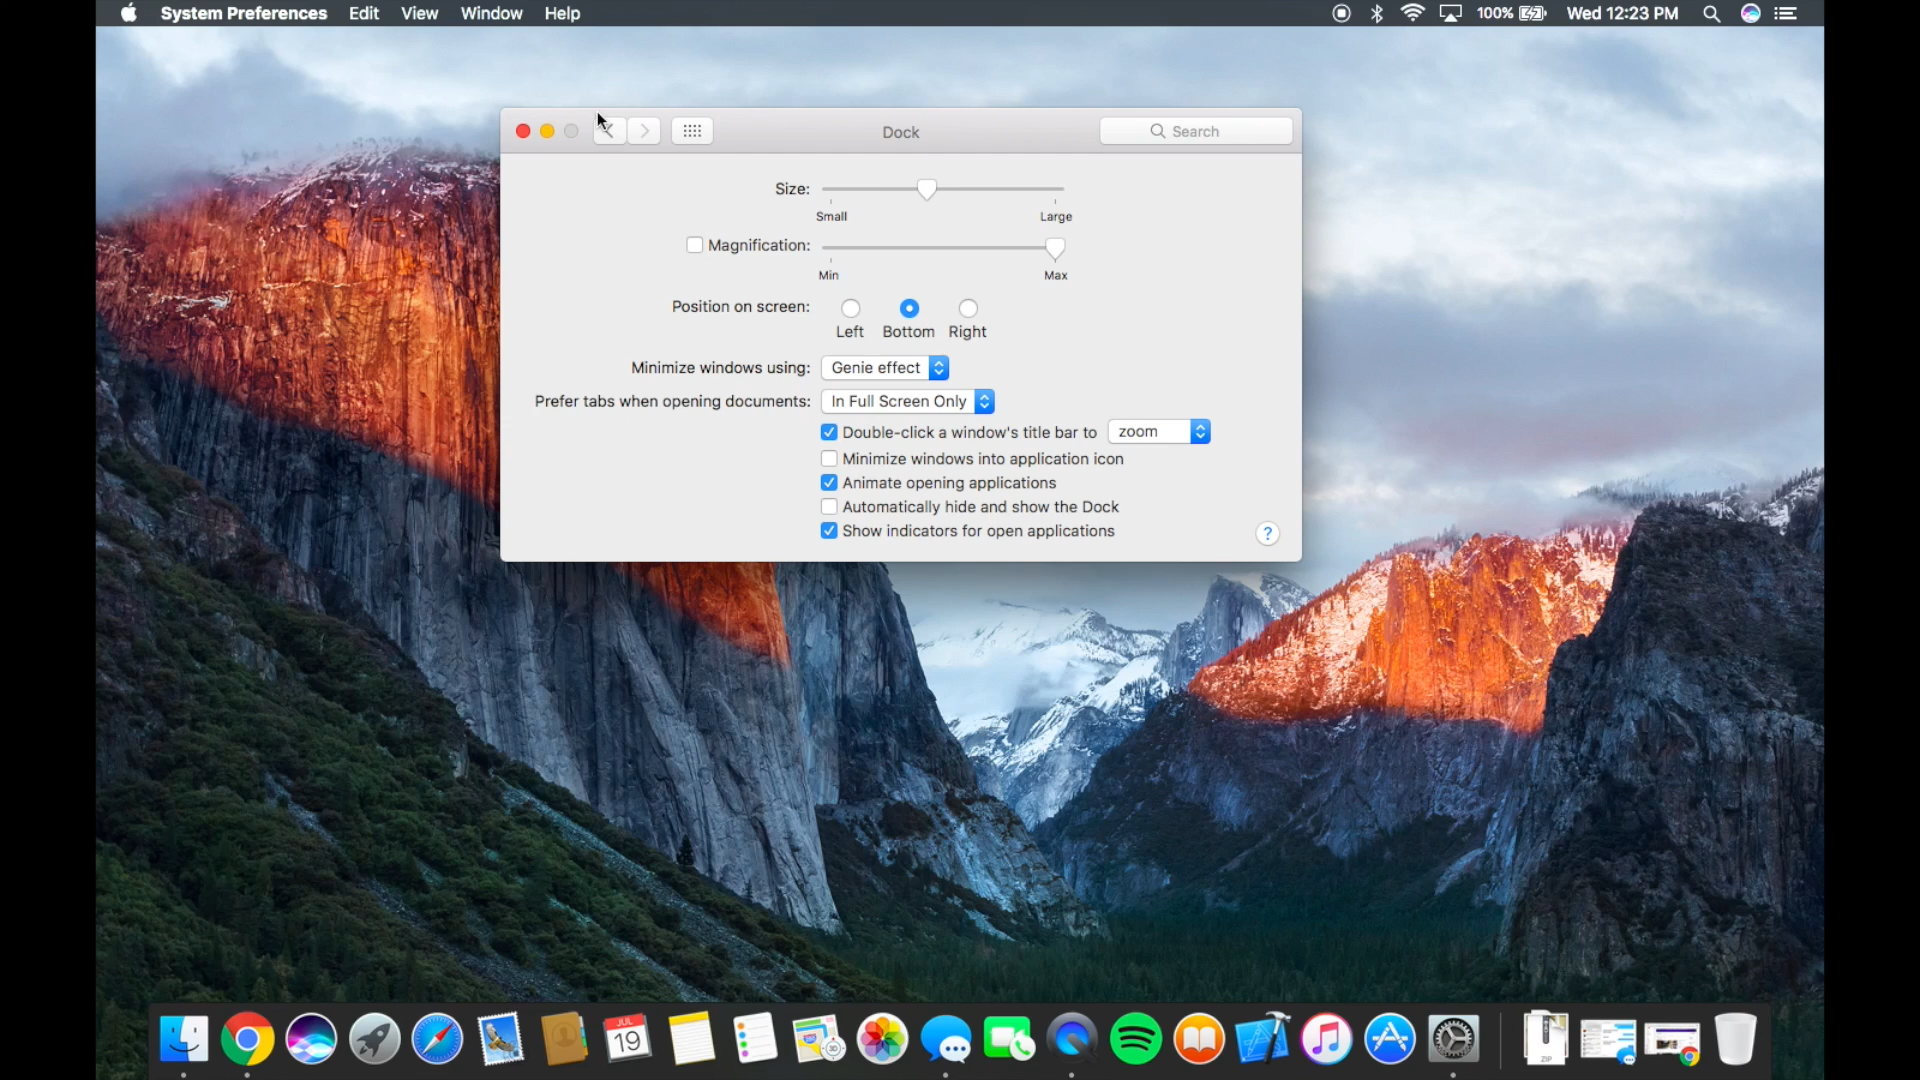 System Preferences Edit View Window Help 100% Wed 12:23 PM
Dock Search
Size:
Small Large
Magnification:
Min Max
Position on screen:
Left Bottom Right
Minimize windows using: Genie effect
Prefer tabs when opening documents: In Full Screen Only
Double-click a window's title bar to zoom
Minimize windows into application icon
Animate opening applications
Automatically hide and show the Dock
Show indicators for open applications ?
JUL
19
3D
ZIP